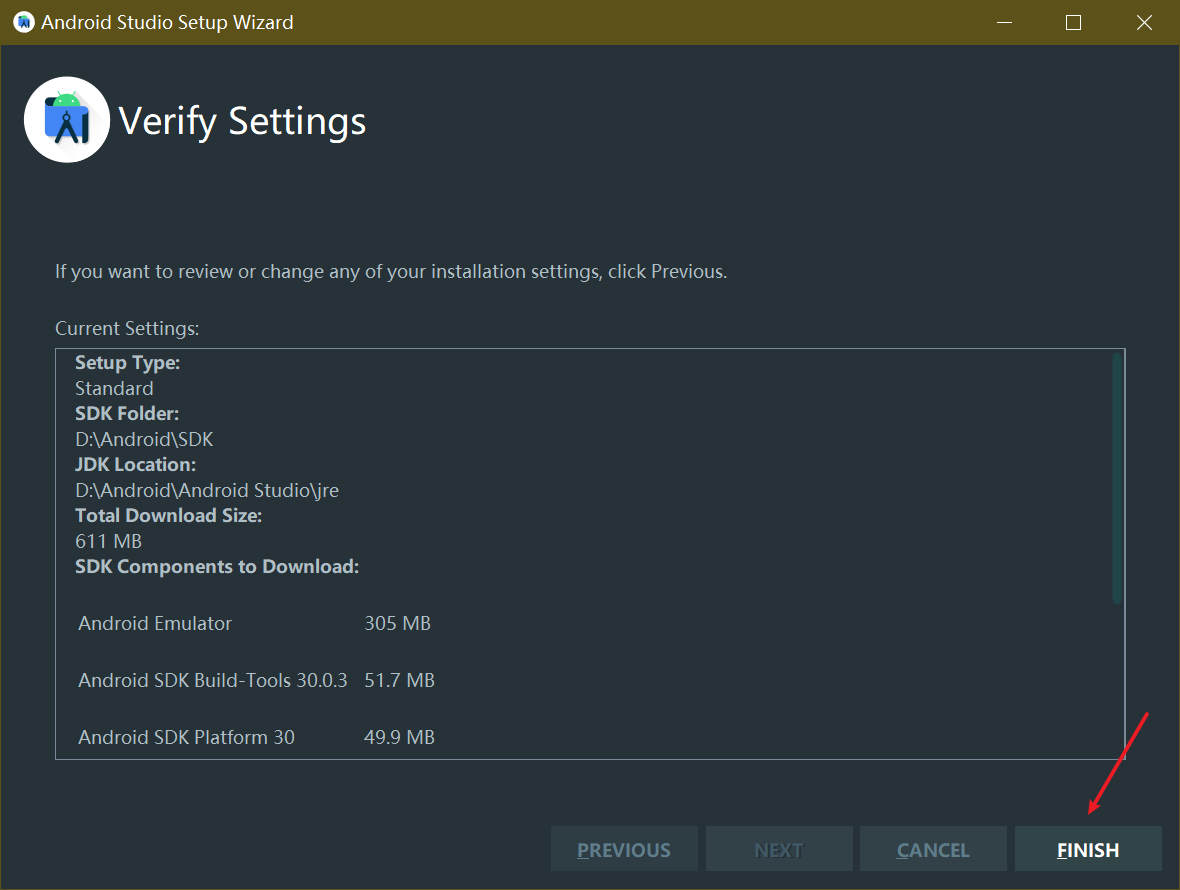 Android Studio Setup Wizard
Verify Settings
If you want to review or change any of your installation settings, click Previous.
Current Settings:
Setup Type:
Standard
SDK Folder:
D:\Android\SDK
JDK Location:
D:\Android\Android Studio\jre
Total Download Size:
611 MB
SDK Components to Download:
Android Emulator 305 MB
Android SDK Build-Tools 30.0.3 51.7 MB
Android SDK Platform 30 49.9 MB
PREVIOUS NEXT CANCEL FINISH